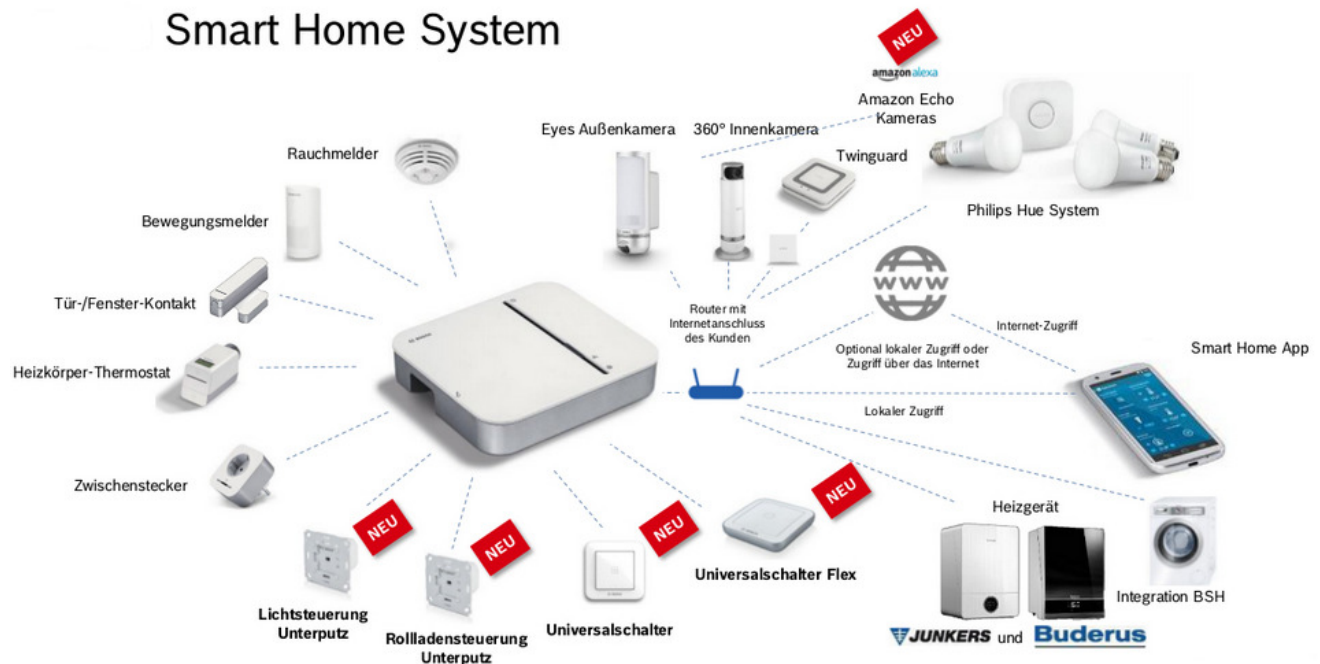 Smart Home System
NEU
amazon alexa
Amazon Echo
Kameras
Eyes Außenkamera
360° Innenkamera
Rauchmelder
Twinguard
Bewegungsmelder
Philips Hue System
Tür-/Fenster-Kontakt
www
Router mit
Internetanschluss
des Kunden
Internet-Zugriff
Optional lokaler Zugriff oder
Zugriff über das Internet
Smart Home App
Heizkörper-Thermostat
Lokaler Zugriff
Zwischenstecker
NEU
NEU
NEU
NEU
Heizgerät
Lichtsteuerung
Unterputz
Rollladensteuerung
Unterputz
Universalschalter
Universalschalter Flex
Integration BSH
JUNKERS und Buderus